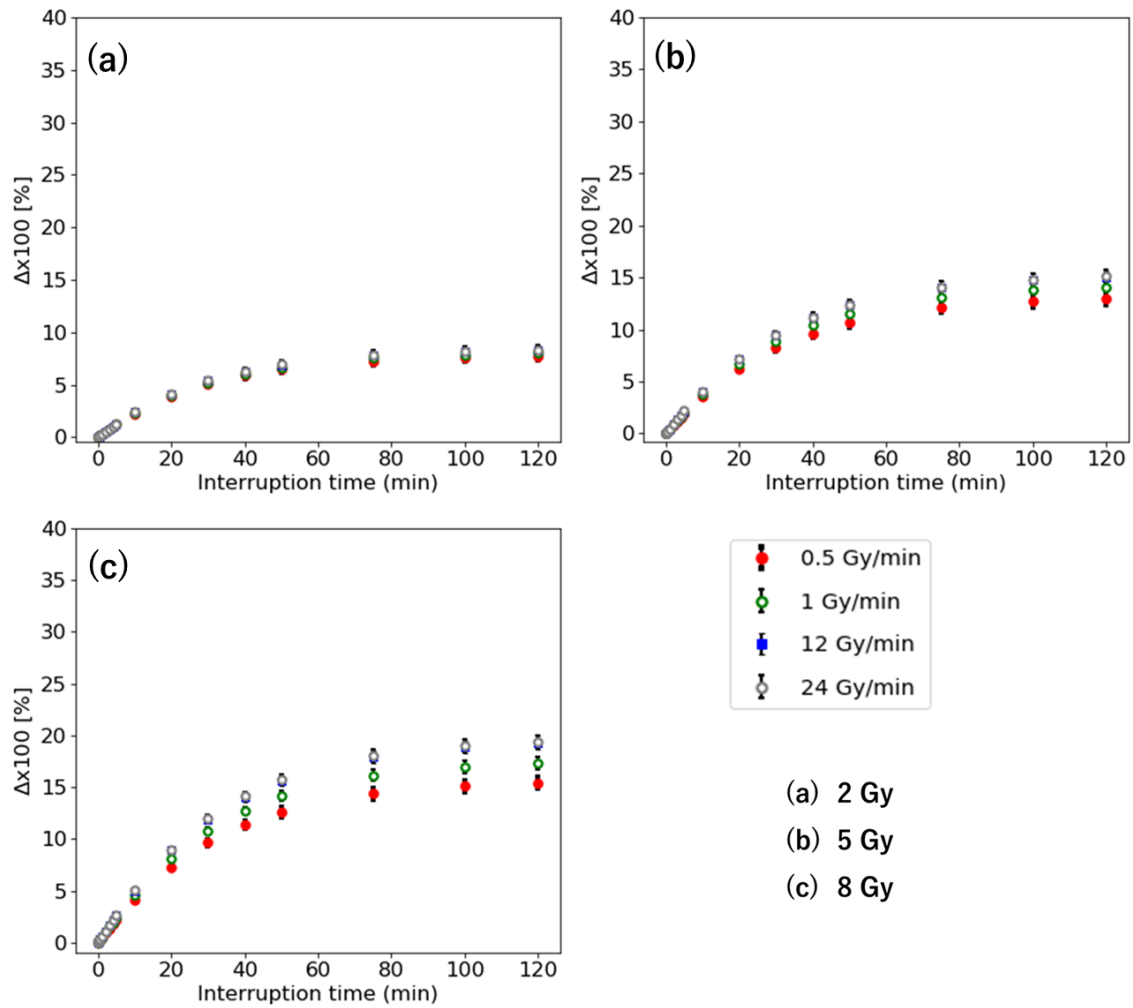 (a)
40
35
30
25
20
15
10
5
0
Δx100 [%]
0 20 40 60 80 100 120
Interruption time (min)
(b)
40
35
30
25
20
15
10
5
0
Δx100 [%]
0 20 40 60 80 100 120
Interruption time (min)
(c)
40
35
30
25
20
15
10
5
0
Δx100 [%]
0 20 40 60 80 100 120
Interruption time (min)
0.5 Gy/min
1 Gy/min
12 Gy/min
24 Gy/min
(a) 2 Gy
(b) 5 Gy
(c) 8 Gy